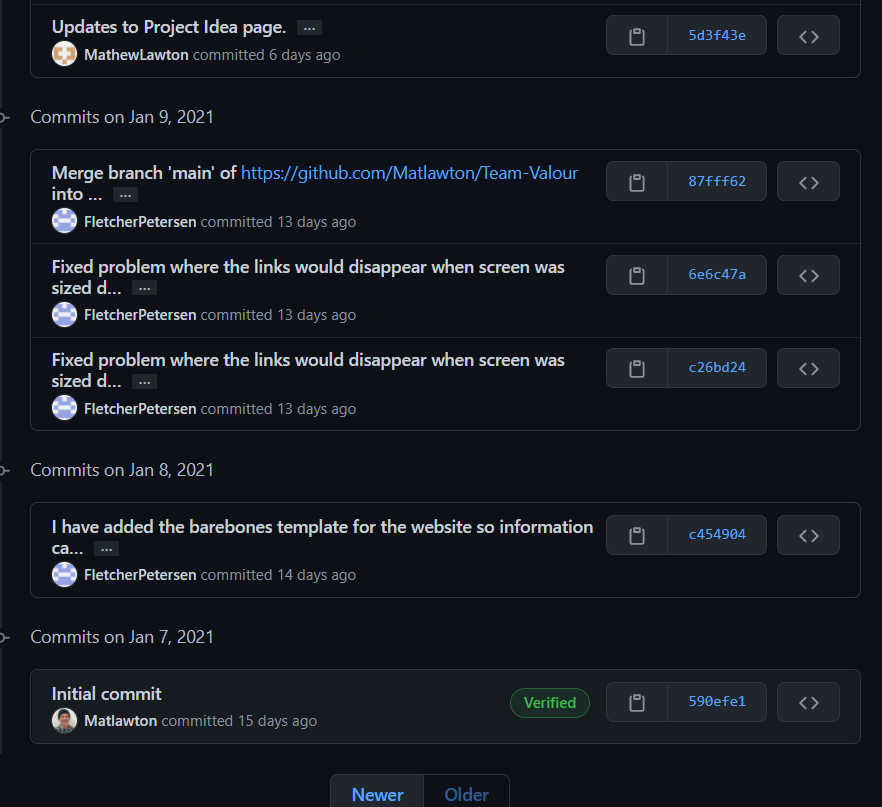 Updates to Project Idea page. ...
5d3f43e
MathewLawton committed 6 days ago
Commits on Jan 9, 2021
Merge branch 'main' of https://github.com/Matlawton/Team-Valour
into ... ...
87fff62
FletcherPetersen committed 13 days ago
Fixed problem where the links would disappear when screen was
sized d... ...
6e6c47a
FletcherPetersen committed 13 days ago
Fixed problem where the links would disappear when screen was
sized d... ...
c26bd24
FletcherPetersen committed 13 days ago
Commits on Jan 8, 2021
I have added the barebones template for the website so information
ca... ...
c454904
FletcherPetersen committed 14 days ago
Commits on Jan 7, 2021
Initial commit
Verified
590efe1
Matlawton committed 15 days ago
Newer Older